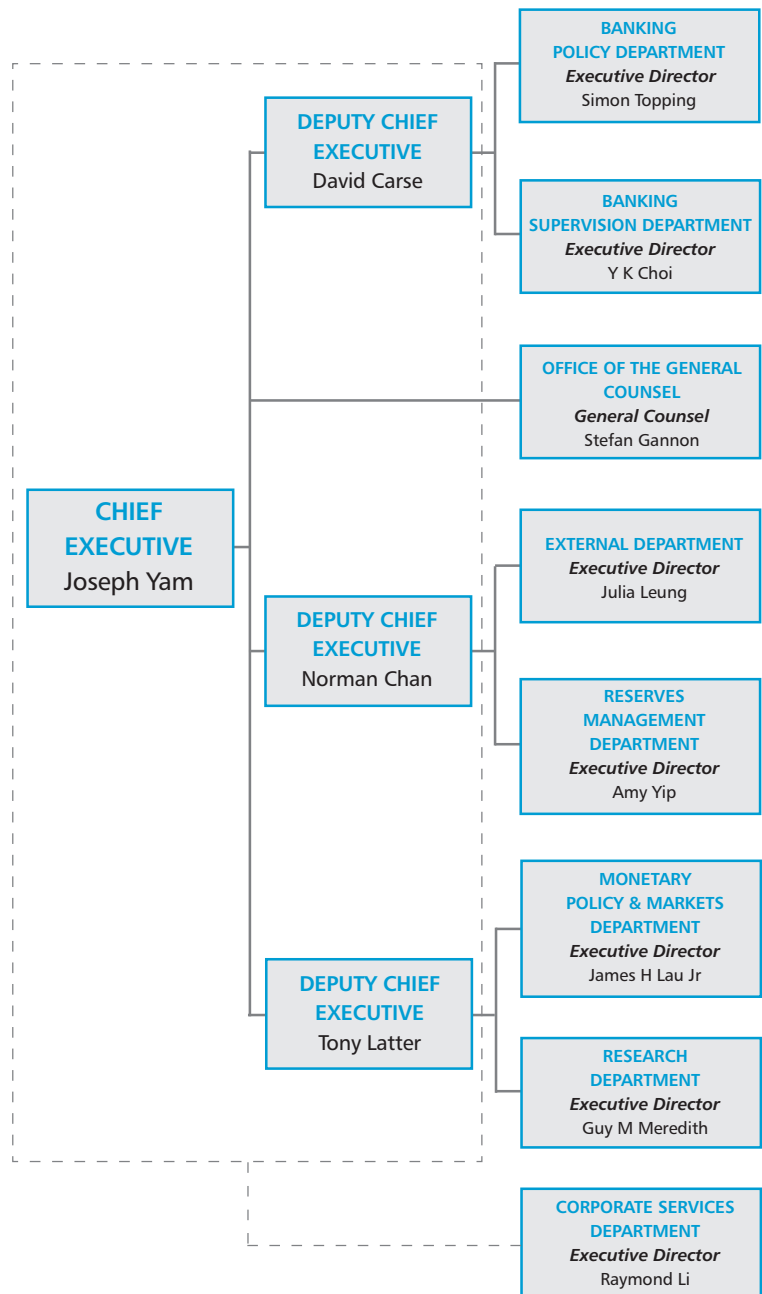 CHIEF
EXECUTIVE
Joseph Yam
DEPUTY CHIEF
EXECUTIVE
David Carse
BANKING
POLICY DEPARTMENT
Executive Director
Simon Topping
BANKING
SUPERVISION DEPARTMENT
Executive Director
Y K Choi
OFFICE OF THE GENERAL
COUNSEL
General Counsel
Stefan Gannon
DEPUTY CHIEF
EXECUTIVE
Norman Chan
EXTERNAL DEPARTMENT
Executive Director
Julia Leung
RESERVES
MANAGEMENT
DEPARTMENT
Executive Director
Amy Yip
DEPUTY CHIEF
EXECUTIVE
Tony Latter
MONETARY
POLICY & MARKETS
DEPARTMENT
Executive Director
James H Lau Jr
RESEARCH
DEPARTMENT
Executive Director
Guy M Meredith
CORPORATE SERVICES
DEPARTMENT
Executive Director
Raymond Li